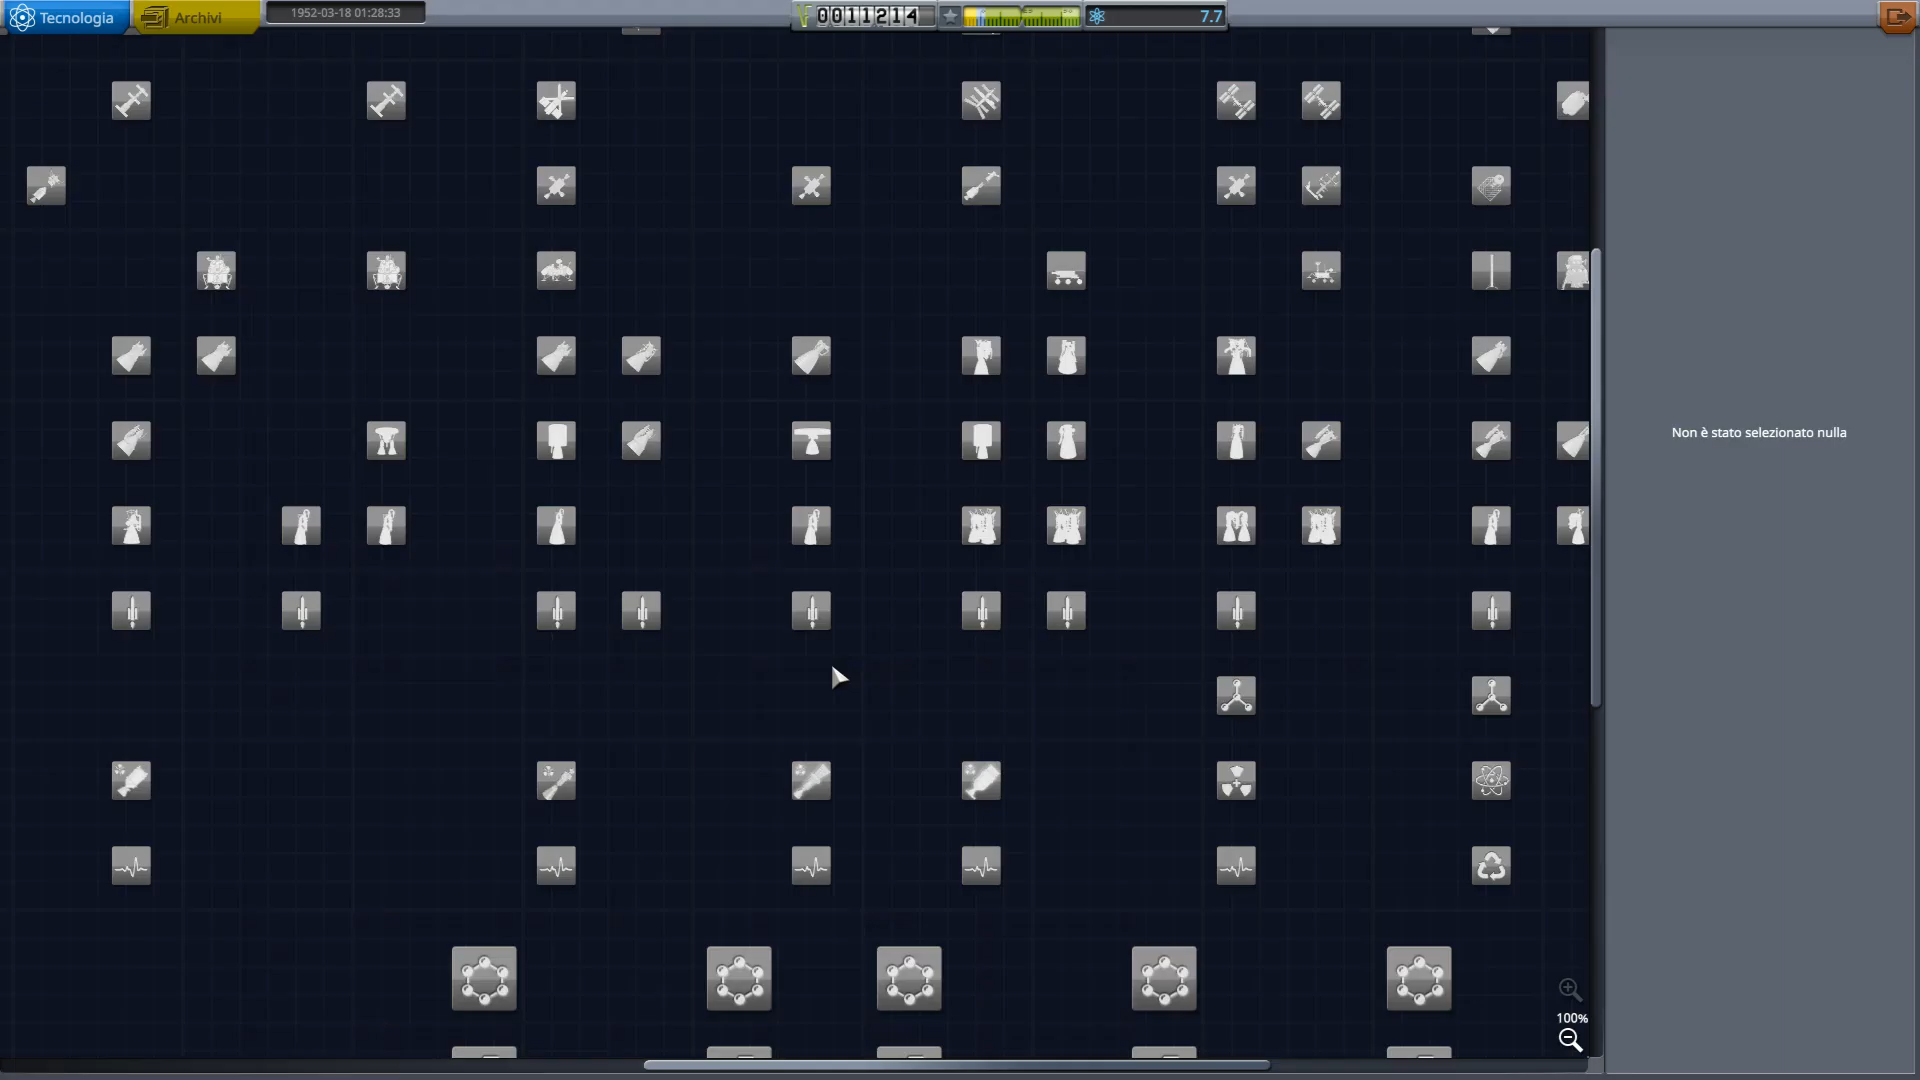 Tecnologia
Archivi
1952-03-18 01:28:33
0011214
7.7
Non è stato selezionato nulla
100%